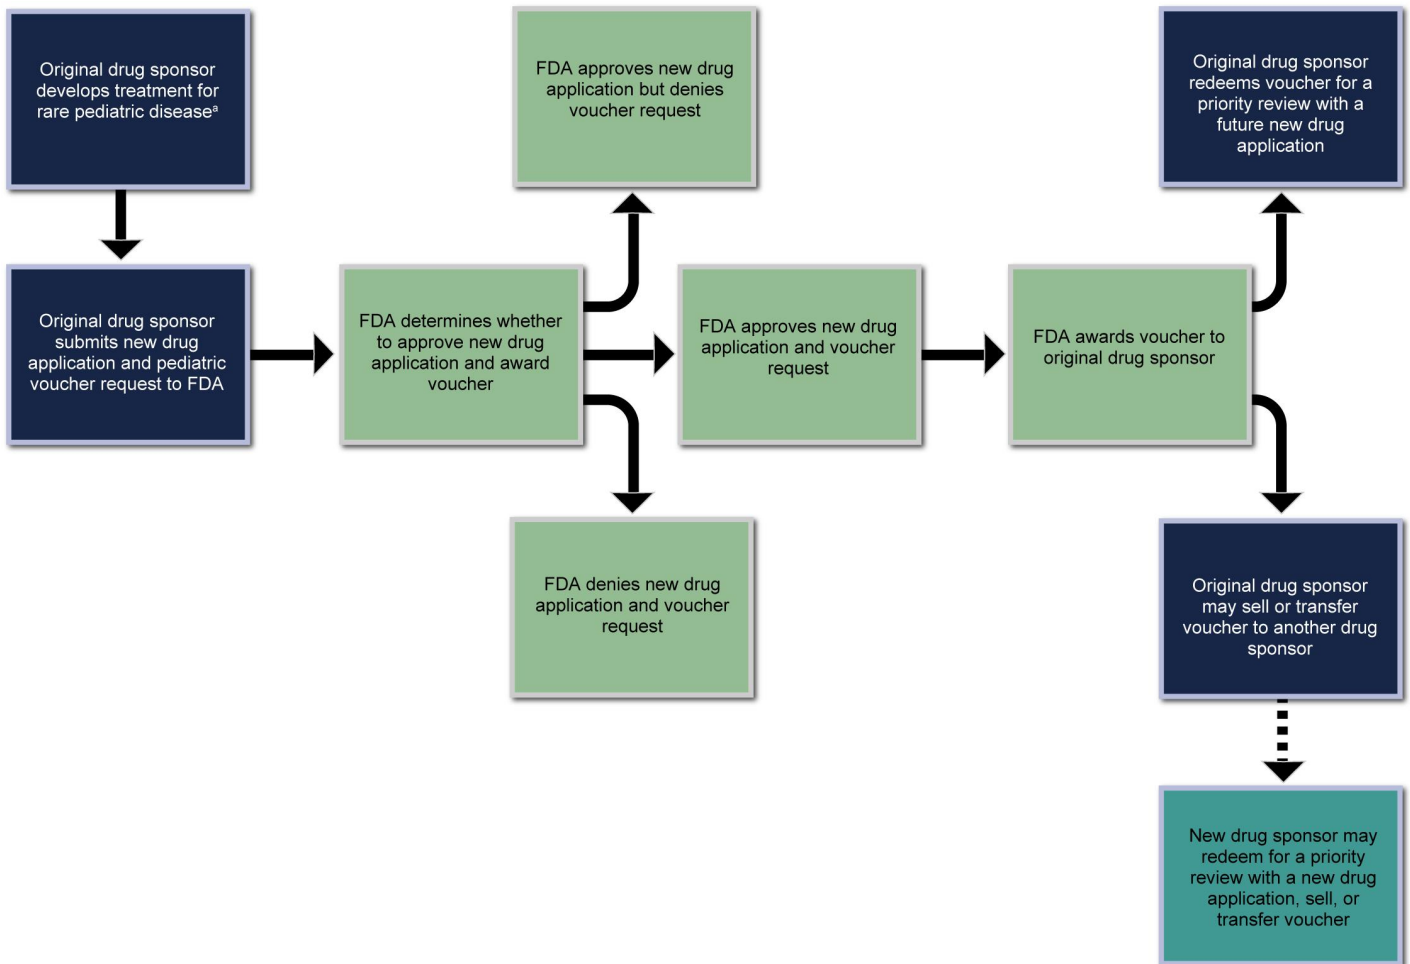 Original drug sponsor
develops treatment for
rare pediatric diseaseᵃ
Original drug sponsor
submits new drug
application and pediatric
voucher request to FDA
FDA determines whether
to approve new drug
application and award
voucher
FDA approves new drug
application but denies
voucher request
FDA approves new drug
application and voucher
request
FDA denies new drug
application and voucher
request
FDA awards voucher to
original drug sponsor
Original drug sponsor
redeems voucher for a
priority review with a
future new drug
application
Original drug sponsor
may sell or transfer
voucher to another drug
sponsor
New drug sponsor may
redeem for a priority
review with a new drug
application, sell, or
transfer voucher